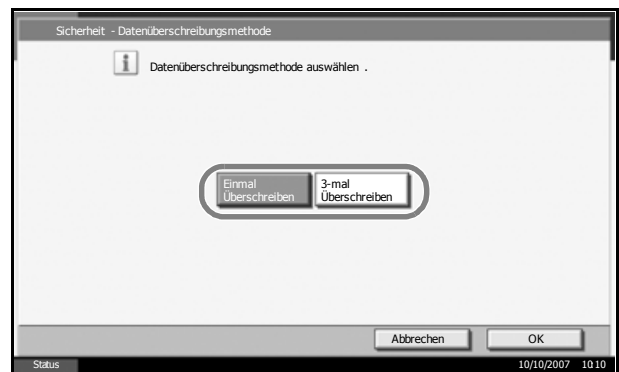 Sicherheit - Datenüberschreibungsmethode
i
Datenüberschreibungsmethode auswählen .
Einmal
Überschreiben
3-mal
Überschreiben
Abbrechen
OK
Status
10/10/2007 10:10